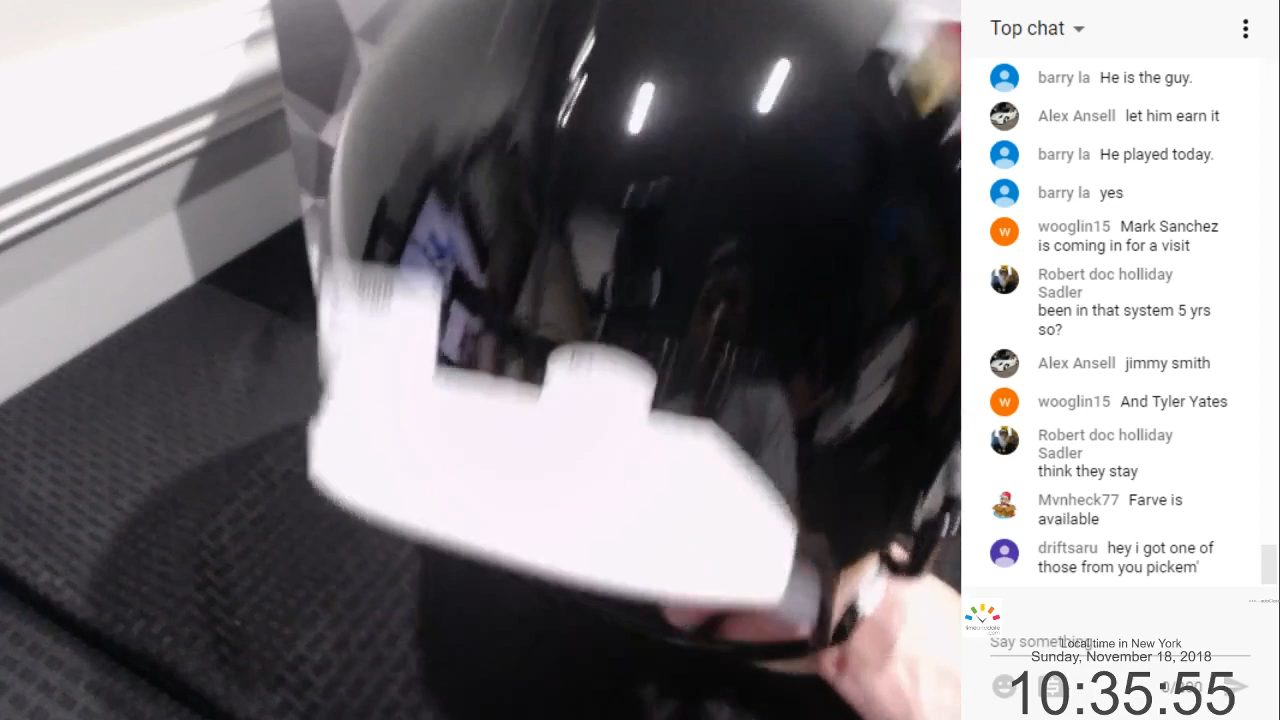 Top chat
barry la He is the guy.
Alex Ansell let him earn it
barry la He played today.
barry la yes
wooglin15 Mark Sanchez
is coming in for a visit
Robert doc holliday
Sadler
been in that system 5 yrs
so?
Alex Ansell jimmy smith
W
wooglin15 And Tyler Yates
W
Robert doc holliday
Sadler
think they stay
Mvnheck77 Farve is
available
driftsaru hey i got one of
those from you pickem'
Say something
Local time in New York
Sunday, November 18, 2018
10:35:55